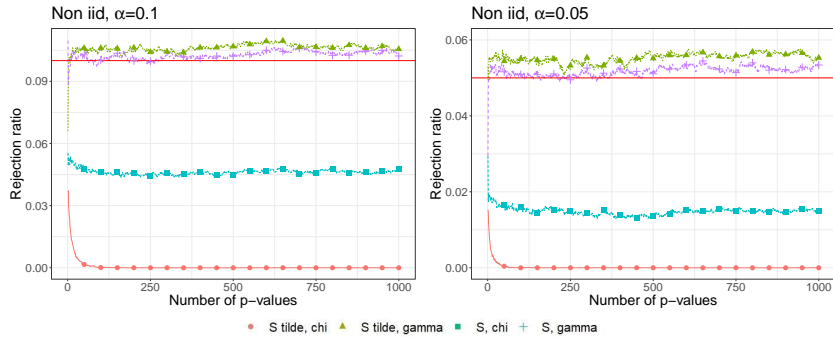 Non iid, α=0.1
Rejection ratio
0.09
0.06
0.03
0.00
0 250 500 750 1000
Number of p−values
Non iid, α=0.05
Rejection ratio
0.06
0.04
0.02
0.00
0 250 500 750 1000
Number of p−values
S tilde, chi S tilde, gamma S, chi S, gamma